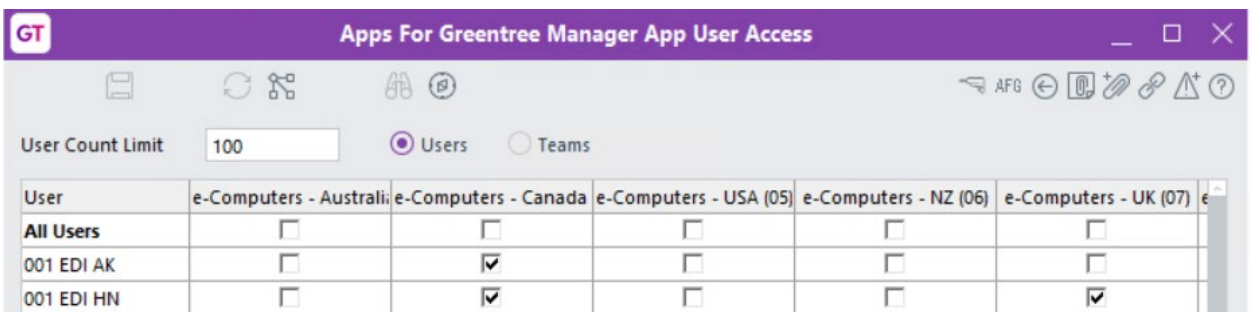 GT Apps For Greentree Manager App User Access
AFG
User Count Limit 100 Users Teams
User e-Computers - Australi e-Computers - Canada e-Computers - USA (05) e-Computers - NZ (06) e-Computers - UK (07) e
All Users
001 EDI AK
001 EDI HN